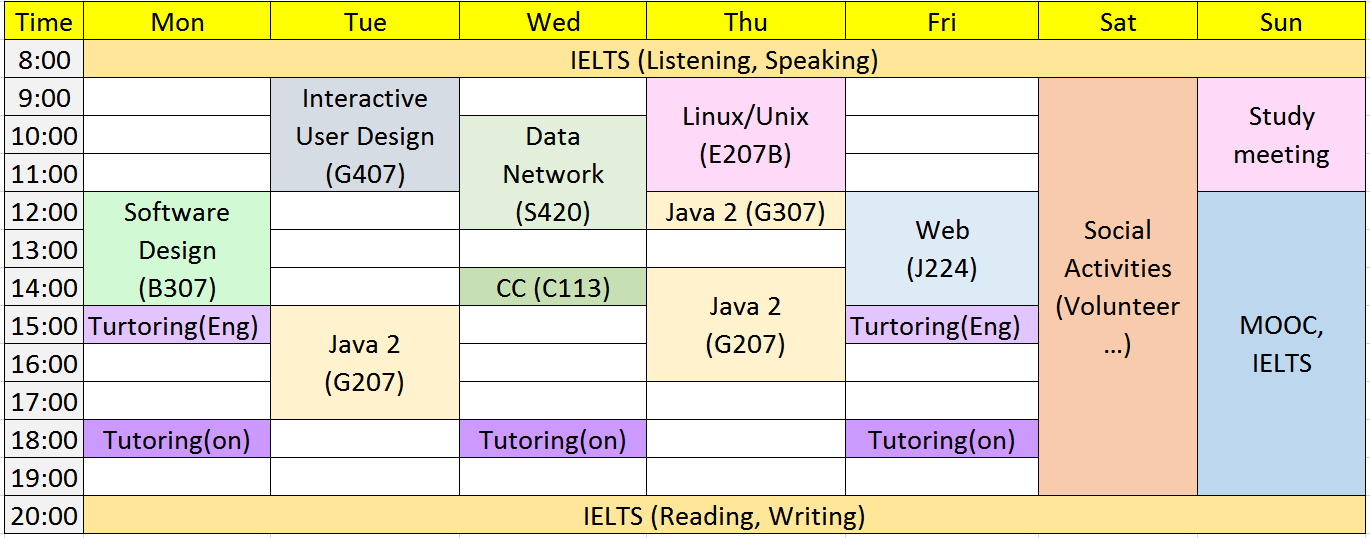 Time Mon Tue Wed Thu Fri Sat Sun
8:00 IELTS (Listening, Speaking)
9:00
10:00
11:00
12:00
13:00
14:00
15:00
16:00
17:00
18:00
19:00
Software
Design
(B307)
Turtoring(Eng)
Tutoring(on)
Interactive
User Design
(G407)
Java 2
(G207)
Data
Network
(S420)
CC (C113)
Tutoring(on)
Linux/Unix
(E207B)
Java 2 (G307)
Java 2
(G207)
Web
(J224)
Turtoring(Eng)
Tutoring(on)
Social
Activities
(Volunteer
...)
Study
meeting
MOOC,
IELTS
20:00 IELTS (Reading, Writing)